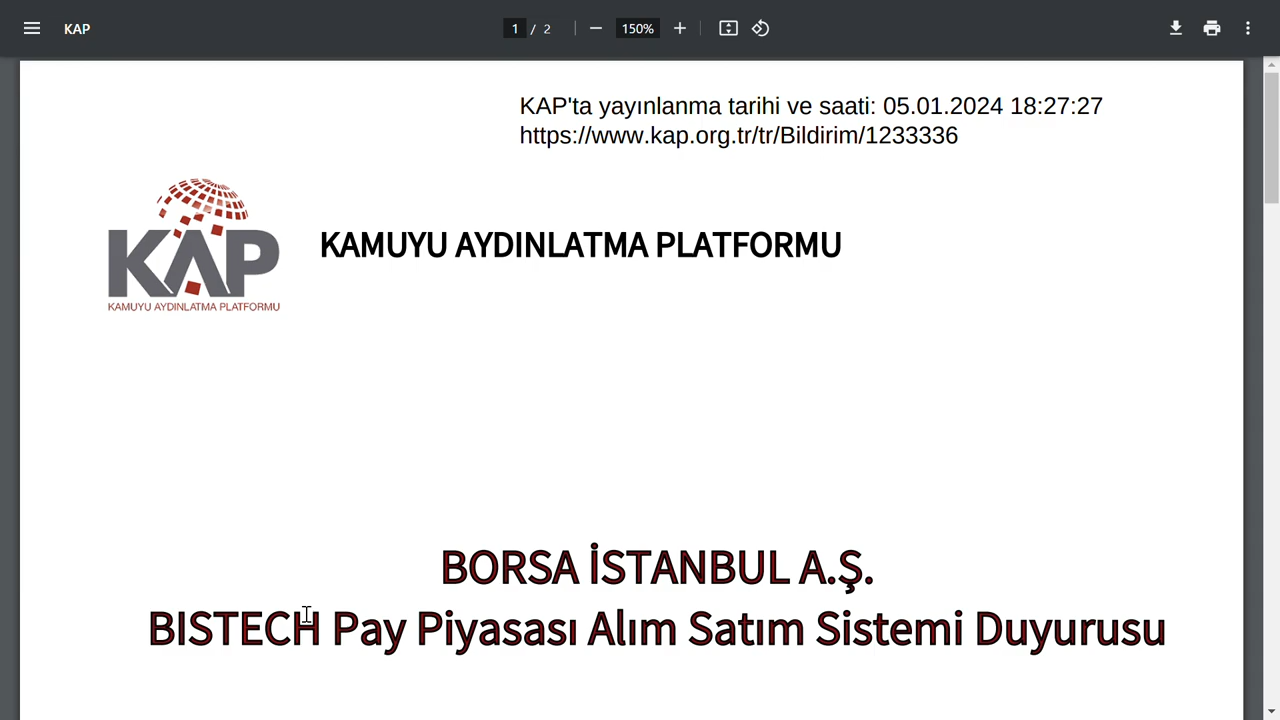 KAP
1 / 2
150%
KAP'ta yayınlanma tarihi ve saati: 05.01.2024 18:27:27
https://www.kap.org.tr/tr/Bildirim/1233336
KAP
KAMUYU AYDINLATMA PLATFORMU
KAMUYU AYDINLATMA PLATFORMU
BORSA İSTANBUL A.Ş.
BISTECH Pay Piyasası Alım Satım Sistemi Duyurusu